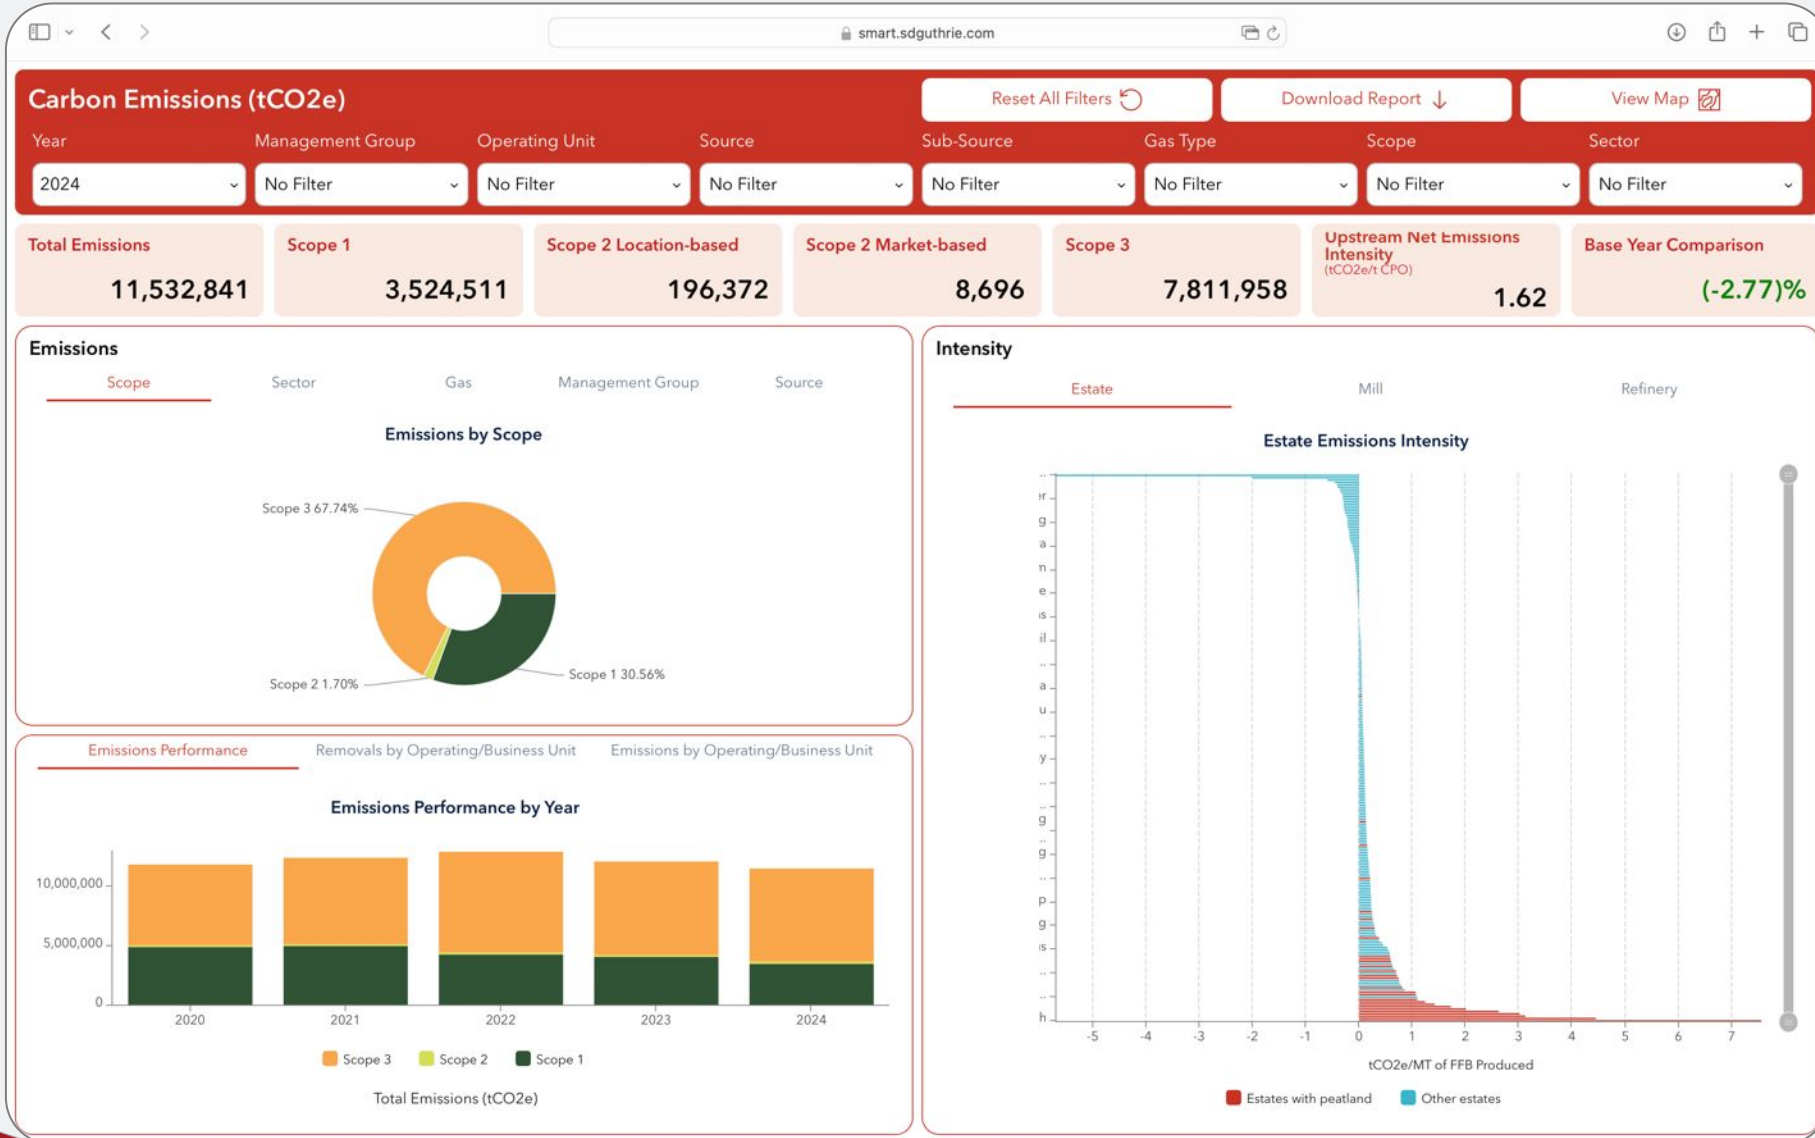 smart.sdguthrie.com
Carbon Emissions (tCO2e)
Reset All Filters
Download Report
View Map
Year
Management Group
Operating Unit
Source
Sub-Source
Gas Type
Scope
Sector
2024
No Filter
No Filter
No Filter
No Filter
No Filter
No Filter
No Filter
Total Emissions
11,532,841
Scope 1
3,524,511
Scope 2 Location-based
196,372
Scope 2 Market-based
8,696
Scope 3
7,811,958
Upstream Net Emissions
Intensity
(tCO2e/t CPO)
1.62
Base Year Comparison
(-2.77)%
Emissions
Scope
Sector
Gas
Management Group
Source
Emissions by Scope
Scope 3 67.74%
Scope 2 1.70%
Scope 1 30.56%
Emissions Performance
Removals by Operating/Business Unit
Emissions by Operating/Business Unit
Emissions Performance by Year
10,000,000
5,000,000
0
2020
2021
2022
2023
2024
Scope 3
Scope 2
Scope 1
Total Emissions (tCO2e)
Intensity
Estate
Mill
Refinery
Estate Emissions Intensity
..
er
g
a
m
e
is
il
..
a
u
..
y
..
..
g
..
g
..
p
g
is
..
..
h
-5
-4
-3
-2
-1
0
1
2
3
4
5
6
7
tCO2e/MT of FFB Produced
Estates with peatland
Other estates